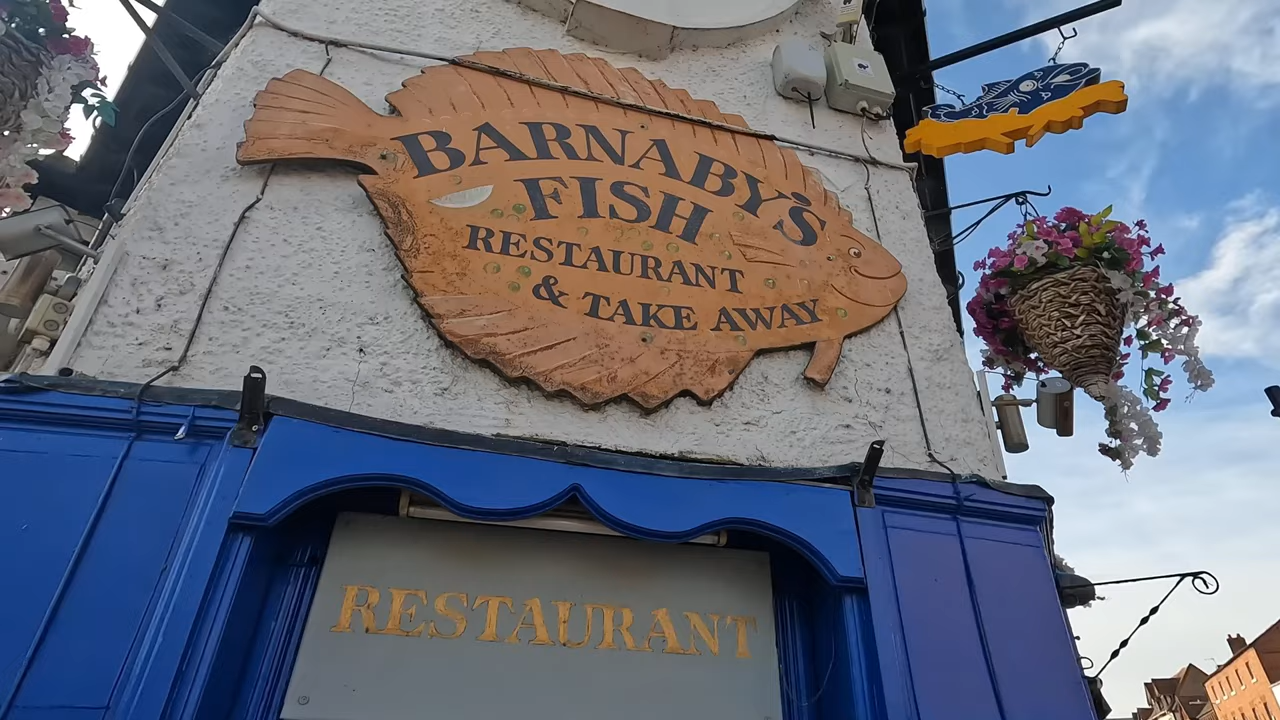 BARNABY'S
FISH
RESTAURANT
& TAKE AWAY
RESTAURANT